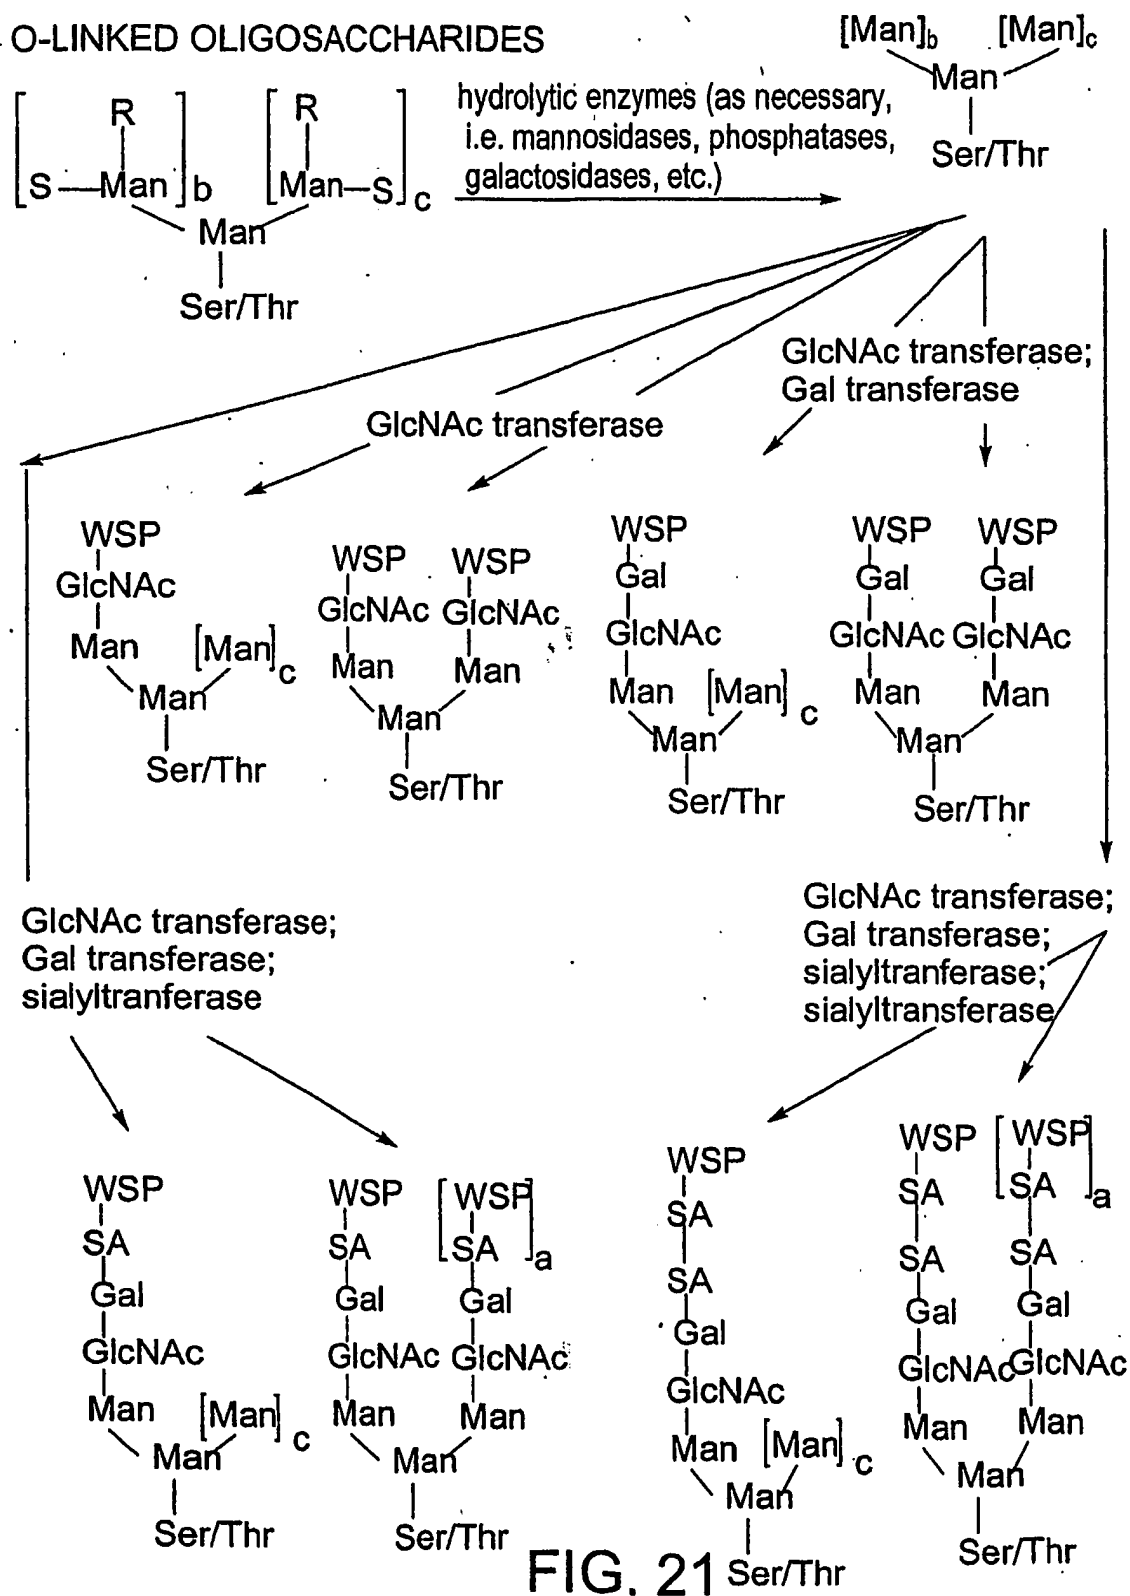 O-LINKED OLIGOSACCHARIDES
[Man]b [Man]c
Man
Ser/Thr
R R
[S—Man]b [Man—S]c
Man
Ser/Thr
hydrolytic enzymes (as necessary,
i.e. mannosidases, phosphatases,
galactosidases, etc.)
GlcNAc transferase;
Gal transferase
GlcNAc transferase
WSP
GlcNAc
Man [Man]c
Man
Ser/Thr
WSP WSP
GlcNAc GlcNAc
Man Man
Man
Ser/Thr
WSP
Gal
GlcNAc
Man [Man]c
Man
Ser/Thr
WSP WSP
Gal Gal
GlcNAc GlcNAc
Man Man
Man
Ser/Thr
GlcNAc transferase;
Gal transferase;
sialyltranferase
GlcNAc transferase;
Gal transferase;
sialyltranferase;
sialyltransferase
WSP
SA
Gal
GlcNAc
Man [Man]c
Man
Ser/Thr
WSP [WSP
SA SA]a
Gal Gal
GlcNAc GlcNAc
Man Man
Man
Ser/Thr
WSP
SA
SA
Gal
GlcNAc
Man [Man]c
Man
Ser/Thr
WSP [WSP
SA SA]a
SA SA
Gal Gal
GlcNAc GlcNAc
Man Man
Man
Ser/Thr
FIG. 21